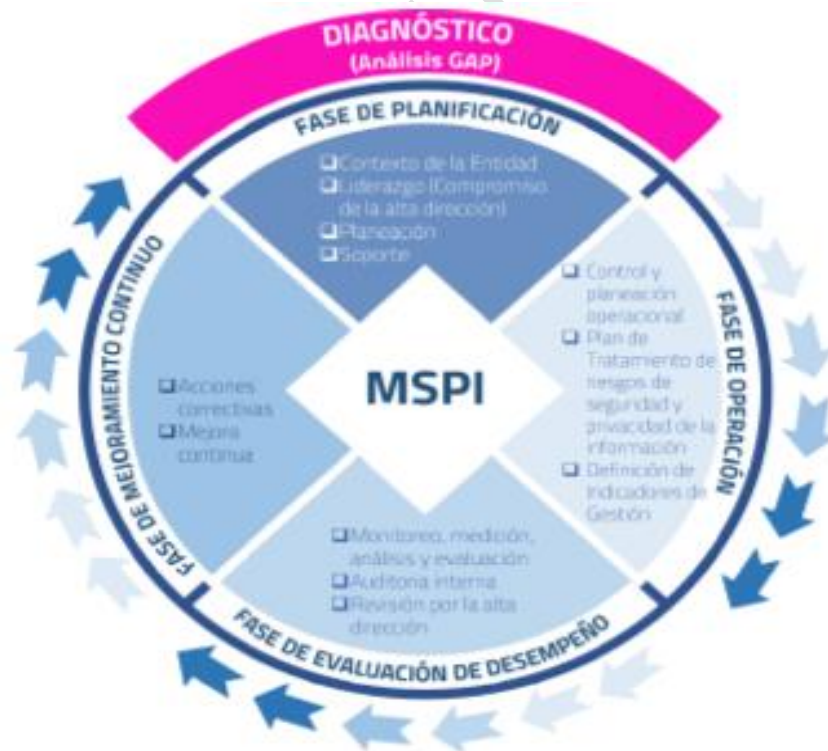 DIAGNÓSTICO
(Análisis GAP)
FASE DE PLANIFICACIÓN
Contexto de la Entidad
Liderazgo (Compromiso
de la alta dirección)
Planeación
Soporte
FASE DE OPERACIÓN
Control y
planeación
operacional
Plan de
Tratamiento de
riesgos de
seguridad y
privacidad de la
información
Definición de
Indicadores de
Gestión
MSPI
FASE DE EVALUACIÓN DE DESEMPEÑO
Monitoreo, medición,
análisis y evaluación
Auditoria interna
Revisión por la alta
dirección
FASE DE MEJORAMIENTO CONTINUO
Acciones
correctivas
Mejora
continua